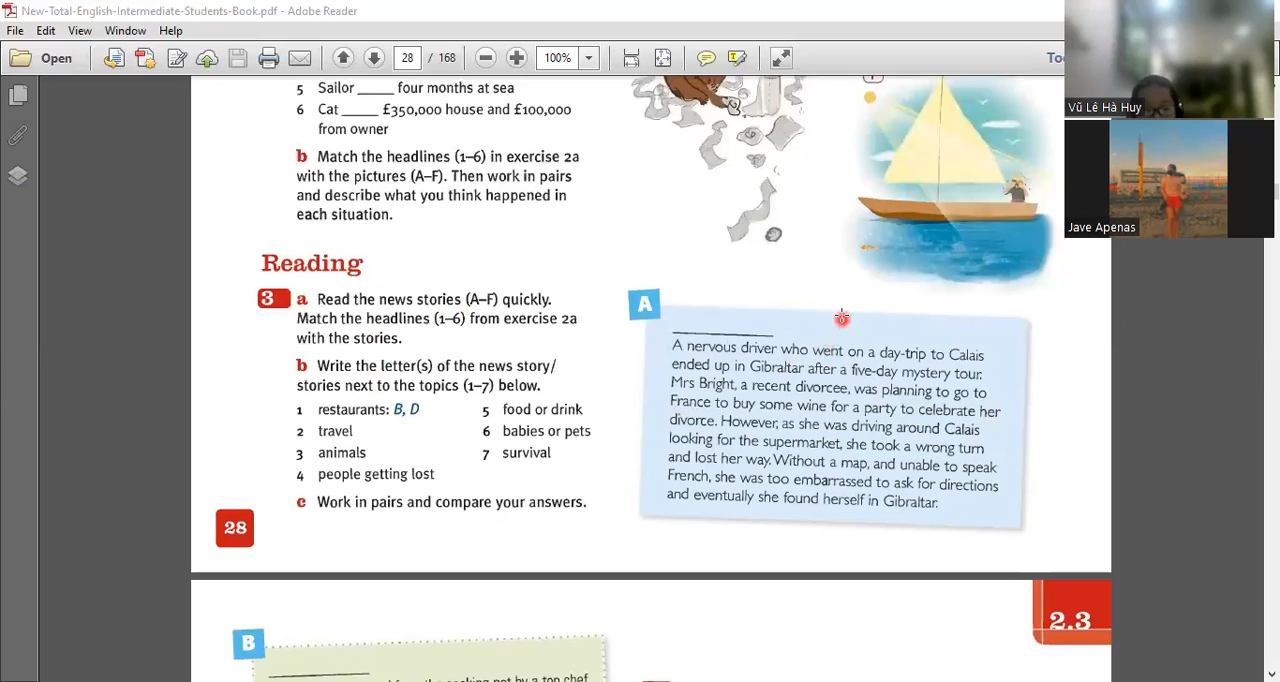 New-Total-English-Intermediate-Students-Book.pdf - Adobe Reader
File Edit View Window Help
Open 28 / 168 100%
5 Sailor _____ four months at sea
6 Cat _____ £350,000 house and £100,000
from owner
b Match the headlines (1–6) in exercise 2a
with the pictures (A–F). Then work in pairs
and describe what you think happened in
each situation.
Reading
3 a Read the news stories (A–F) quickly.
Match the headlines (1–6) from exercise 2a
with the stories.
b Write the letter(s) of the news story/
stories next to the topics (1–7) below.
1 restaurants: B, D
2 travel
3 animals
4 people getting lost
5 food or drink
6 babies or pets
7 survival
c Work in pairs and compare your answers.
28
A
A nervous driver who went on a day-trip to Calais
ended up in Gibraltar after a five-day mystery tour.
Mrs Bright, a recent divorcee, was planning to go to
France to buy some wine for a party to celebrate her
divorce. However, as she was driving around Calais
looking for the supermarket, she took a wrong turn
and lost her way. Without a map, and unable to speak
French, she was too embarrassed to ask for directions
and eventually she found herself in Gibraltar.
Vũ Lê Hà Huy
Jave Apenas
2.3
B